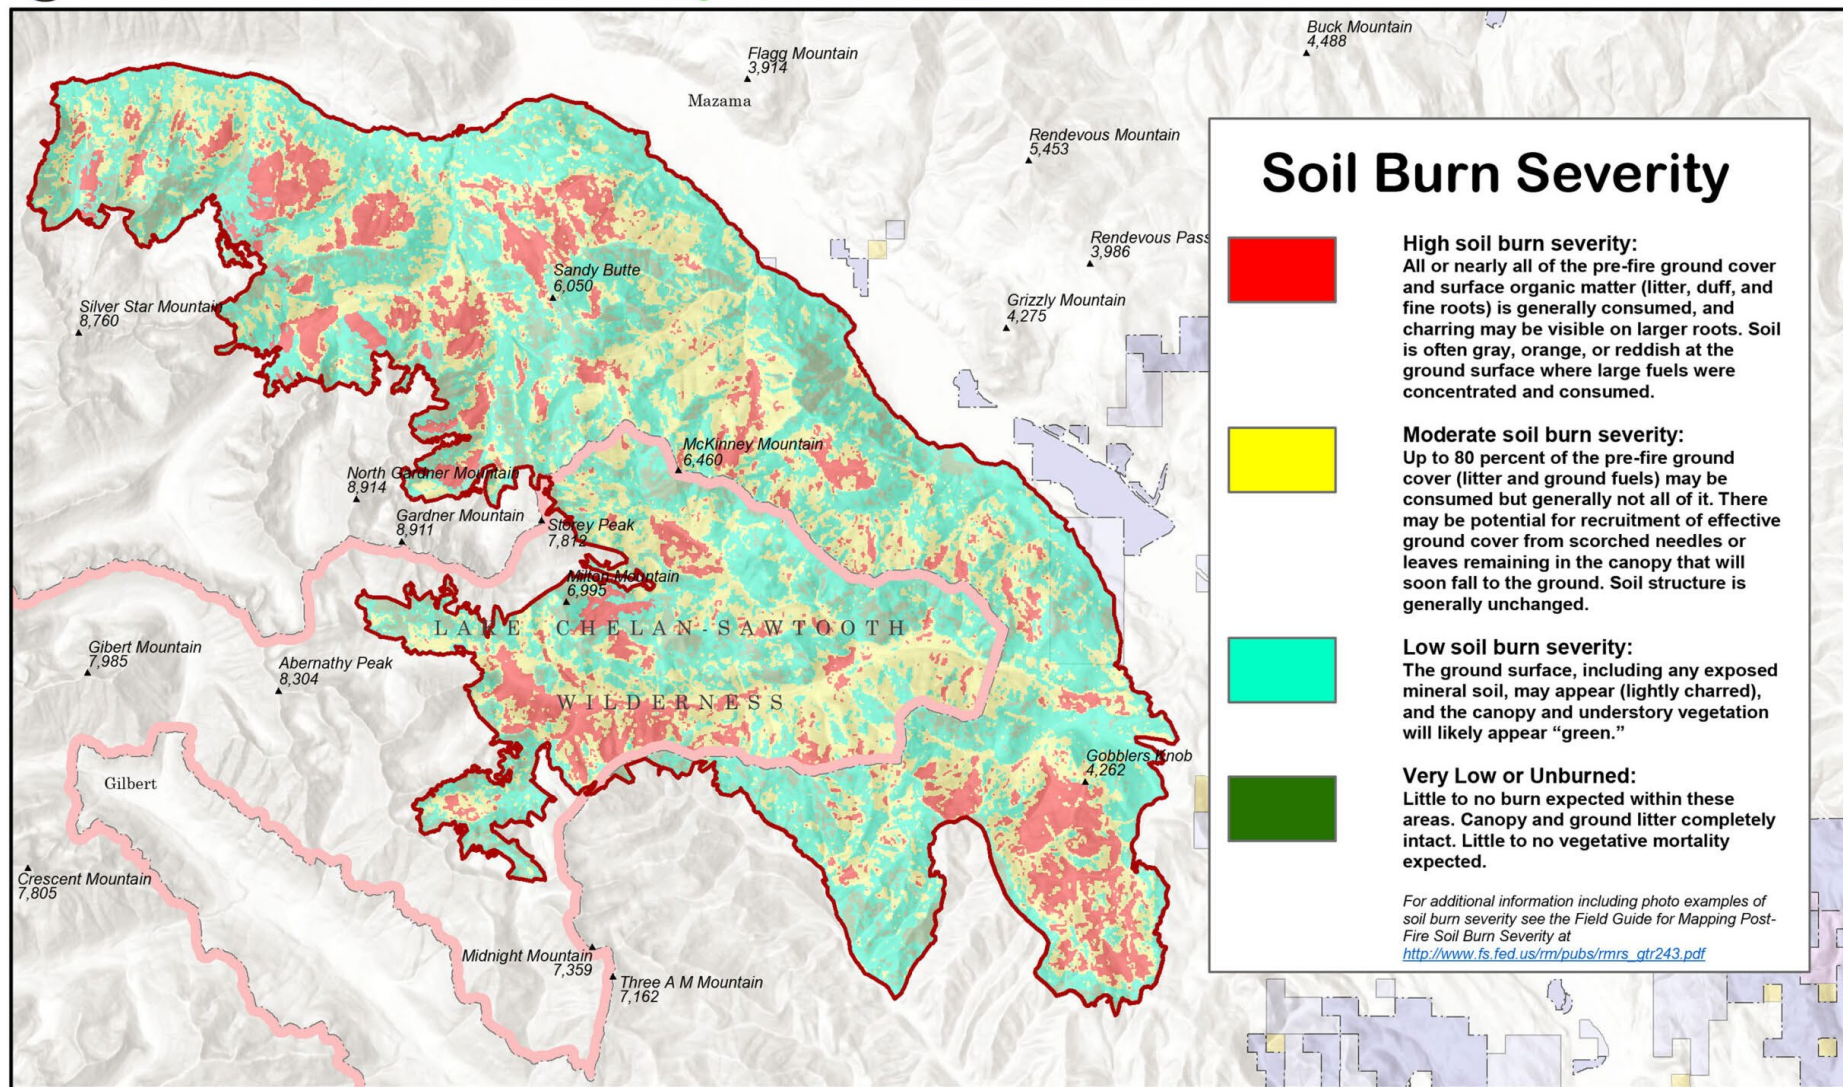 Buck Mountain
4,488
Flagg Mountain
3,914
Mazama
Rendevous Mountain
5,453
Rendevous Pass
3,986
Sandy Butte
6,050
Grizzly Mountain
4,275
Silver Star Mountain
8,760
McKinney Mountain
6,460
North Gardner Mountain
8,914
Gardner Mountain
8,911
Storey Peak
7,812
Milton Mountain
6,995
LAKE CHELAN-SAWTOOTH
WILDERNESS
Gibert Mountain
7,985
Abernathy Peak
8,304
Gobblers Knob
4,262
Gilbert
Crescent Mountain
7,805
Midnight Mountain
7,359
Three A M Mountain
7,162
Soil Burn Severity
High soil burn severity:
All or nearly all of the pre-fire ground cover
and surface organic matter (litter, duff, and
fine roots) is generally consumed, and
charring may be visible on larger roots. Soil
is often gray, orange, or reddish at the
ground surface where large fuels were
concentrated and consumed.
Moderate soil burn severity:
Up to 80 percent of the pre-fire ground
cover (litter and ground fuels) may be
consumed but generally not all of it. There
may be potential for recruitment of effective
ground cover from scorched needles or
leaves remaining in the canopy that will
soon fall to the ground. Soil structure is
generally unchanged.
Low soil burn severity:
The ground surface, including any exposed
mineral soil, may appear (lightly charred),
and the canopy and understory vegetation
will likely appear “green.”
Very Low or Unburned:
Little to no burn expected within these
areas. Canopy and ground litter completely
intact. Little to no vegetative mortality
expected.
For additional information including photo examples of
soil burn severity see the Field Guide for Mapping Post-
Fire Soil Burn Severity at
http://www.fs.fed.us/rm/pubs/rmrs_gtr243.pdf